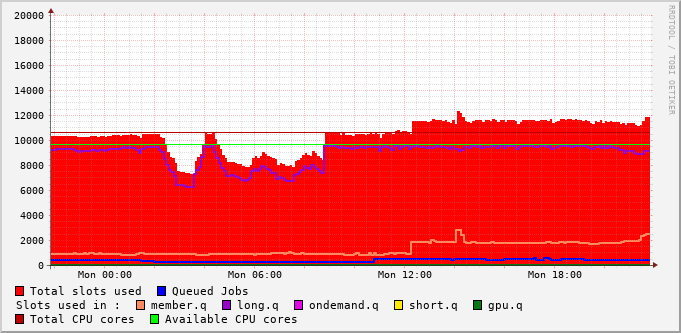 20000
18000
16000
14000
12000
10000
8000
6000
4000
2000
0
Mon 00:00 Mon 06:00 Mon 12:00 Mon 18:00
RRDTOOL / TOBI OETIKER
Total slots used Queued Jobs
Slots used in : member.q long.q ondemand.q short.q gpu.q
Total CPU cores Available CPU cores